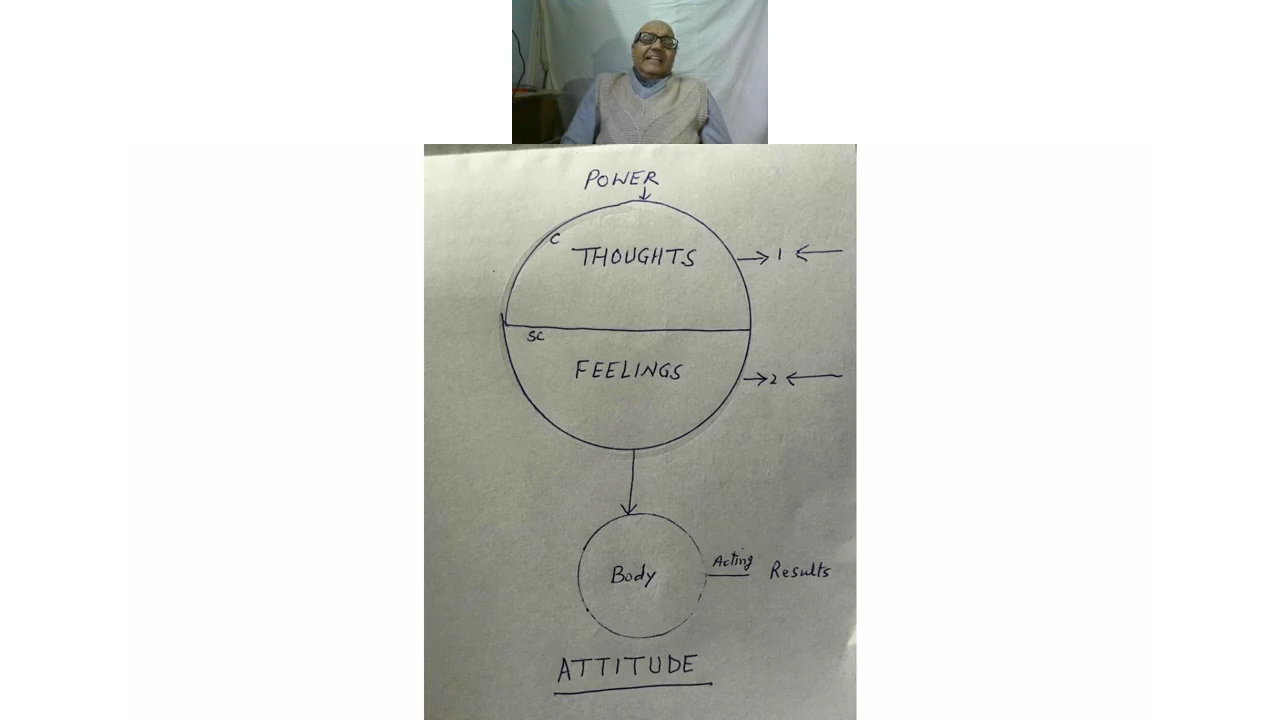 POWER
C
THOUGHTS
1
SC
FEELINGS
2
Body
Acting
Results
ATTITUDE